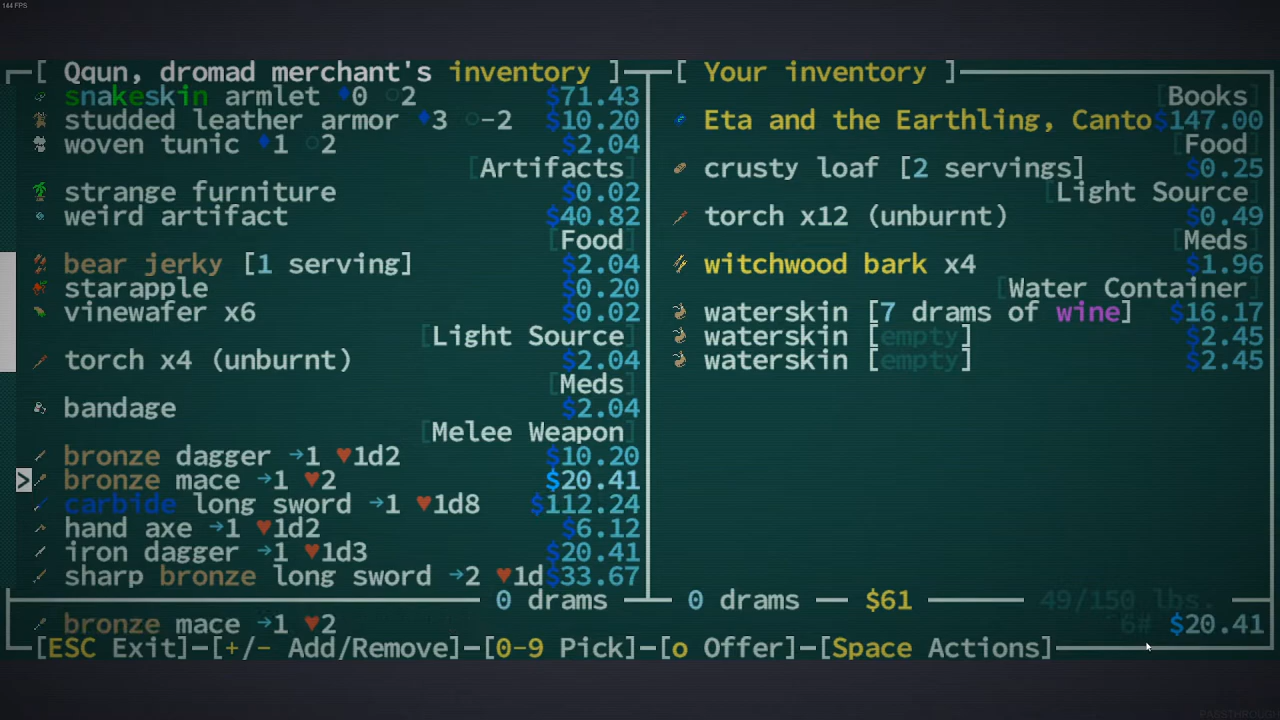 144 FPS
[ Qqun, dromad merchant's inventory ]
snakeskin armlet ♦0 ○2 $71.43
studded leather armor ♦3 ○-2 $10.20
woven tunic ♦1 ○2 $2.04
[Artifacts]
strange furniture $0.02
weird artifact $40.82
[Food]
bear jerky [1 serving] $2.04
starapple $0.20
vinewafer x6 $0.02
[Light Source]
torch x4 (unburnt) $2.04
[Meds]
bandage $2.04
[Melee Weapon]
bronze dagger →1 ♥1d2 $10.20
> bronze mace →1 ♥2 $20.41
carbide long sword →1 ♥1d8 $112.24
hand axe →1 ♥1d2 $6.12
iron dagger →1 ♥1d3 $20.41
sharp bronze long sword →2 ♥1d $33.67
0 drams
[ Your inventory ]
[Books]
Eta and the Earthling, Canto $147.00
[Food]
crusty loaf [2 servings] $0.25
[Light Source]
torch x12 (unburnt) $0.49
[Meds]
witchwood bark x4 $1.96
[Water Container]
waterskin [7 drams of wine] $16.17
waterskin [empty] $2.45
waterskin [empty] $2.45
0 drams — $61 49/150 lbs.
bronze mace →1 ♥2 6# $20.41
[ESC Exit]-[+/- Add/Remove]-[0-9 Pick]-[o Offer]-[Space Actions]